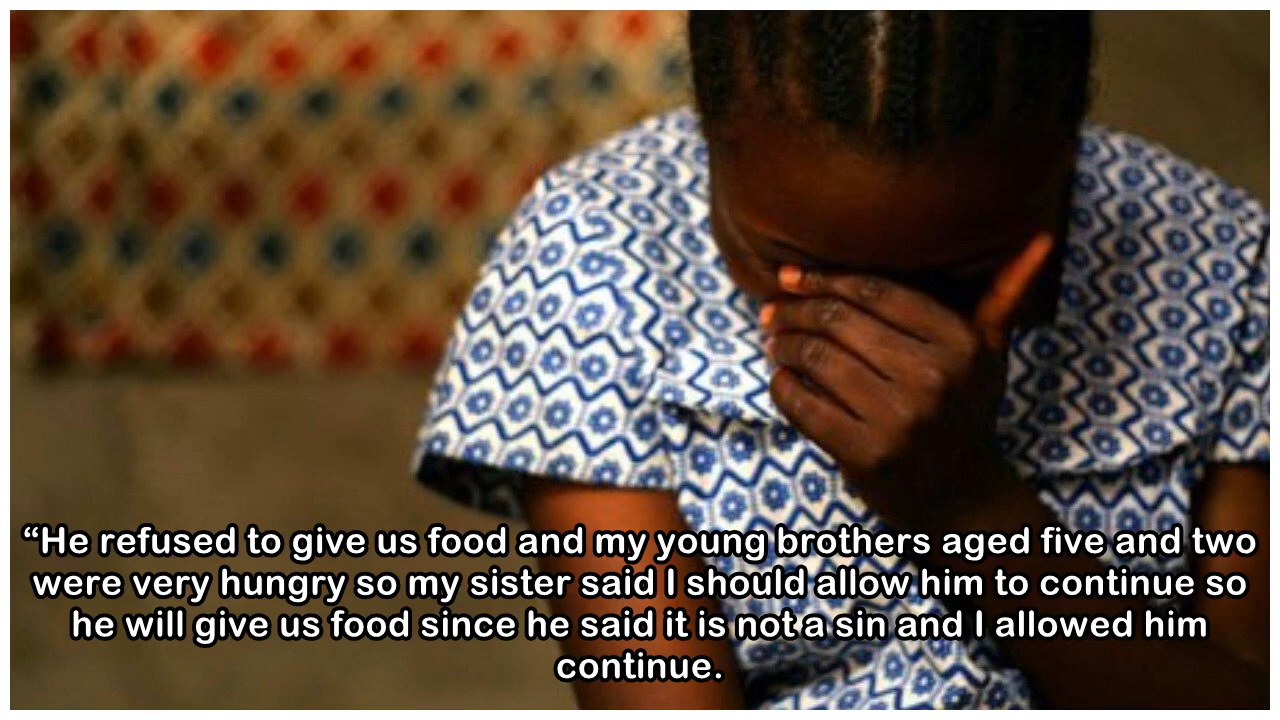 “He refused to give us food and my young brothers aged five and two
were very hungry so my sister said I should allow him to continue so
he will give us food since he said it is not a sin and I allowed him
continue.